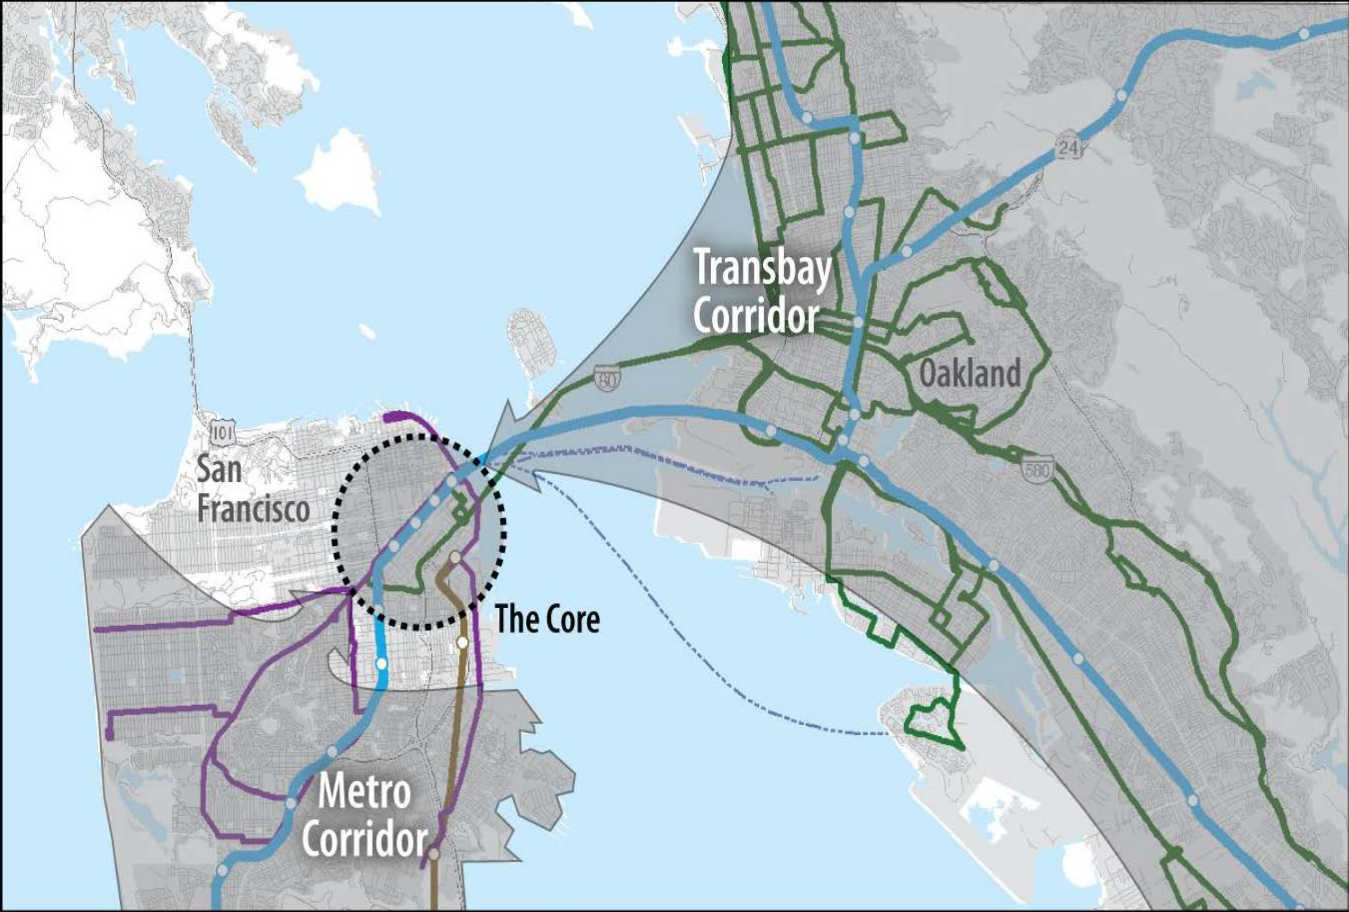 24
Transbay
Corridor
Oakland
80
101
San
Francisco
580
The Core
Metro
Corridor